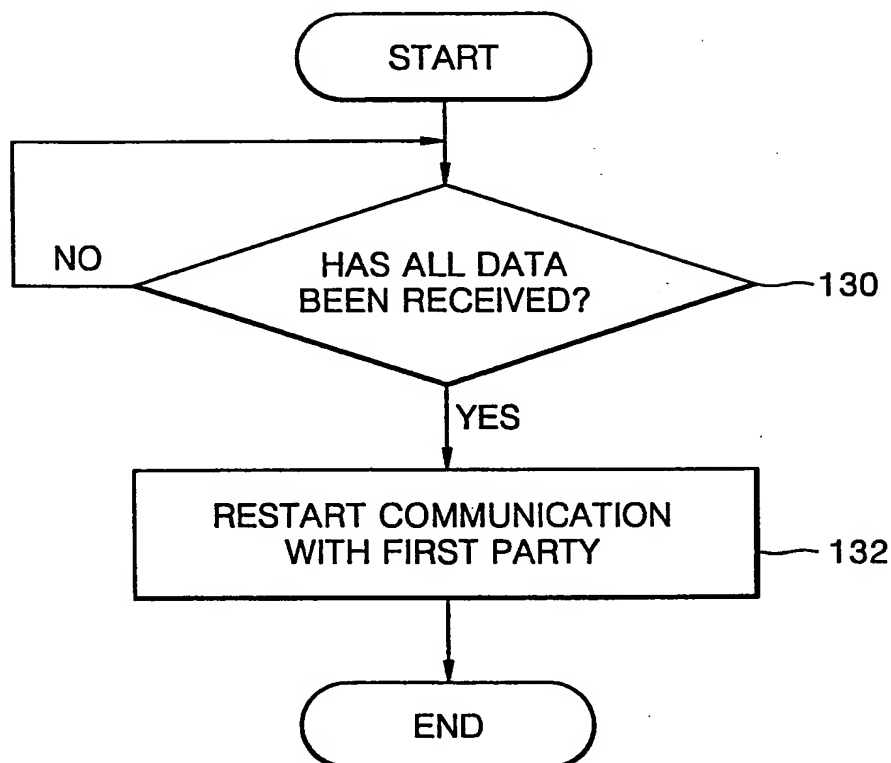 START
NO
HAS ALL DATA
BEEN RECEIVED?
130
YES
RESTART COMMUNICATION
WITH FIRST PARTY
132
END